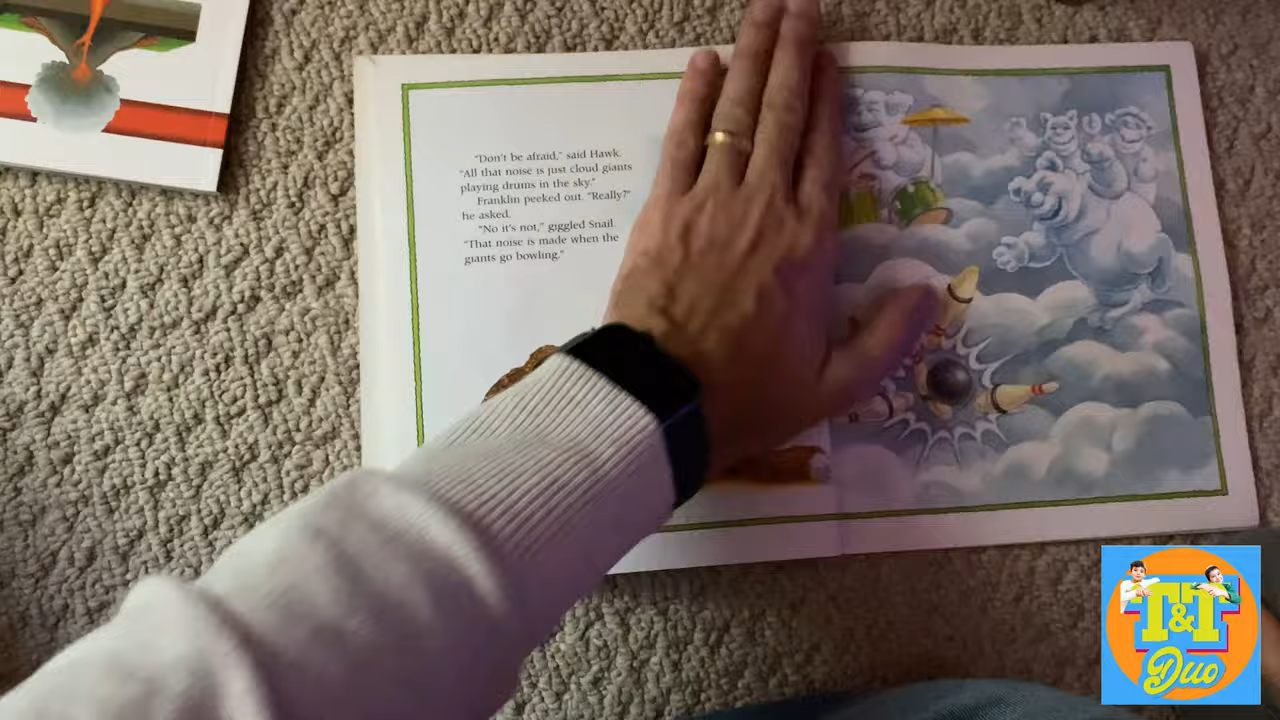 "Don't be afraid," said Hawk.
"All that noise is just cloud giants
playing drums in the sky."
Franklin peeked out. "Really?"
he asked.
"No it's not," giggled Snail.
"That noise is made when the
giants go bowling."
T&T
Duo